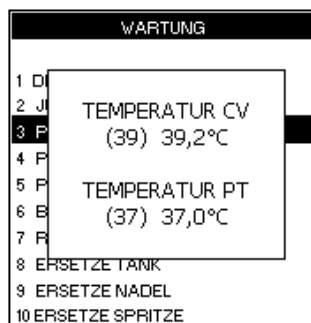 WARTUNG
1 D
2 J
3 P
4 P
5 P
6 B
7 R
8 ERSETZE TANK
9 ERSETZE NADEL
10 ERSETZE SPRITZE
TEMPERATUR CV
(39) 39,2°C
TEMPERATUR PT
(37) 37,0°C